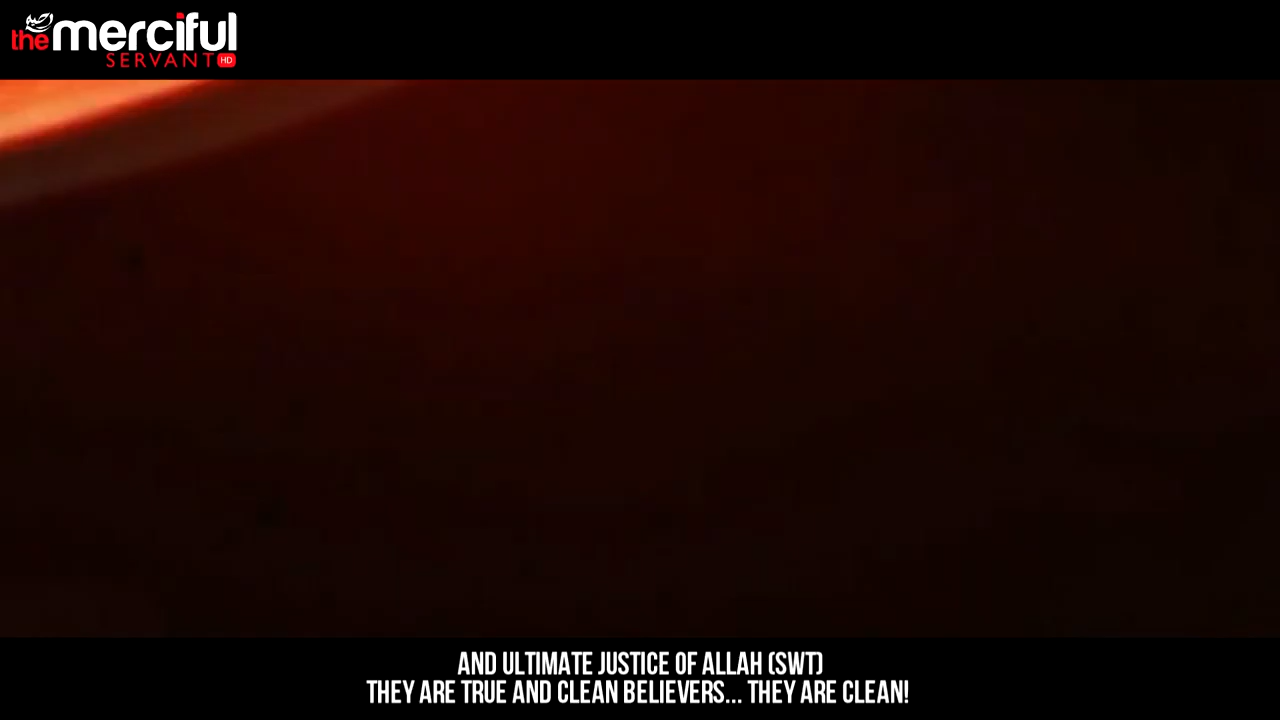 the merciful
SERVANT HD
AND ULTIMATE JUSTICE OF ALLAH (SWT)
THEY ARE TRUE AND CLEAN BELIEVERS... THEY ARE CLEAN!